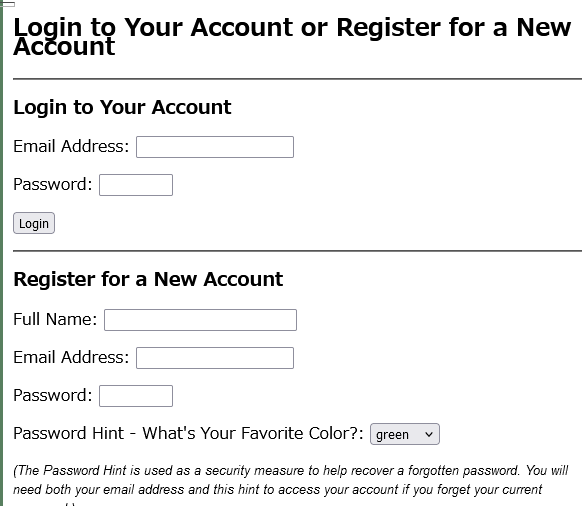 Login to Your Account or Register for a New
Account
Login to Your Account
Email Address:
Password:
Login
Register for a New Account
Full Name:
Email Address:
Password:
Password Hint - What's Your Favorite Color?: green
(The Password Hint is used as a security measure to help recover a forgotten password. You will
need both your email address and this hint to access your account if you forget your current